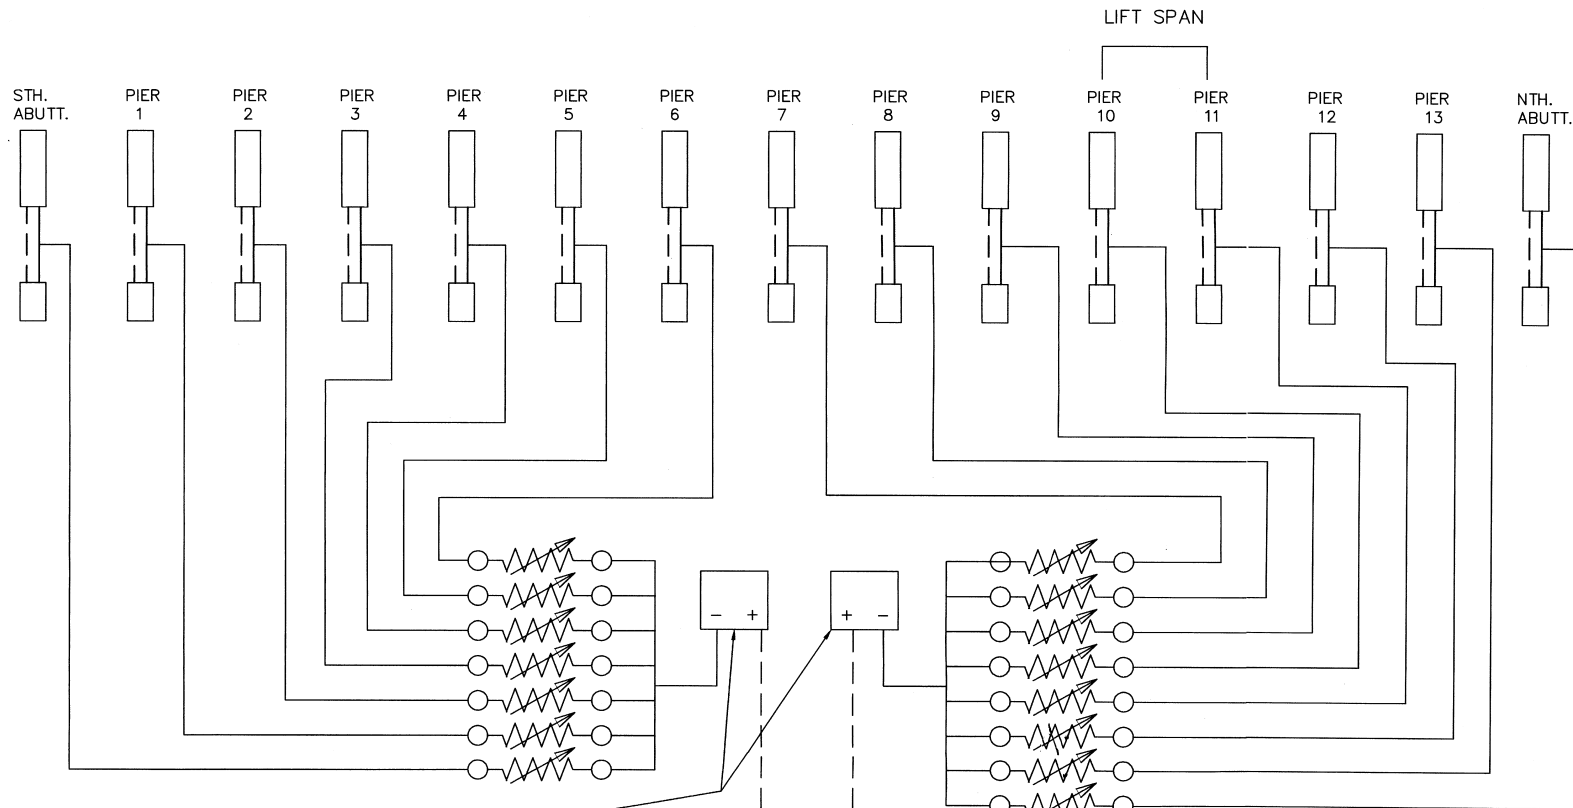 LIFT SPAN
STH.
ABUTT.
PIER
1
PIER
2
PIER
3
PIER
4
PIER
5
PIER
6
PIER
7
PIER
8
PIER
9
PIER
10
PIER
11
PIER
12
PIER
13
NTH.
ABUTT.
− +
+ −